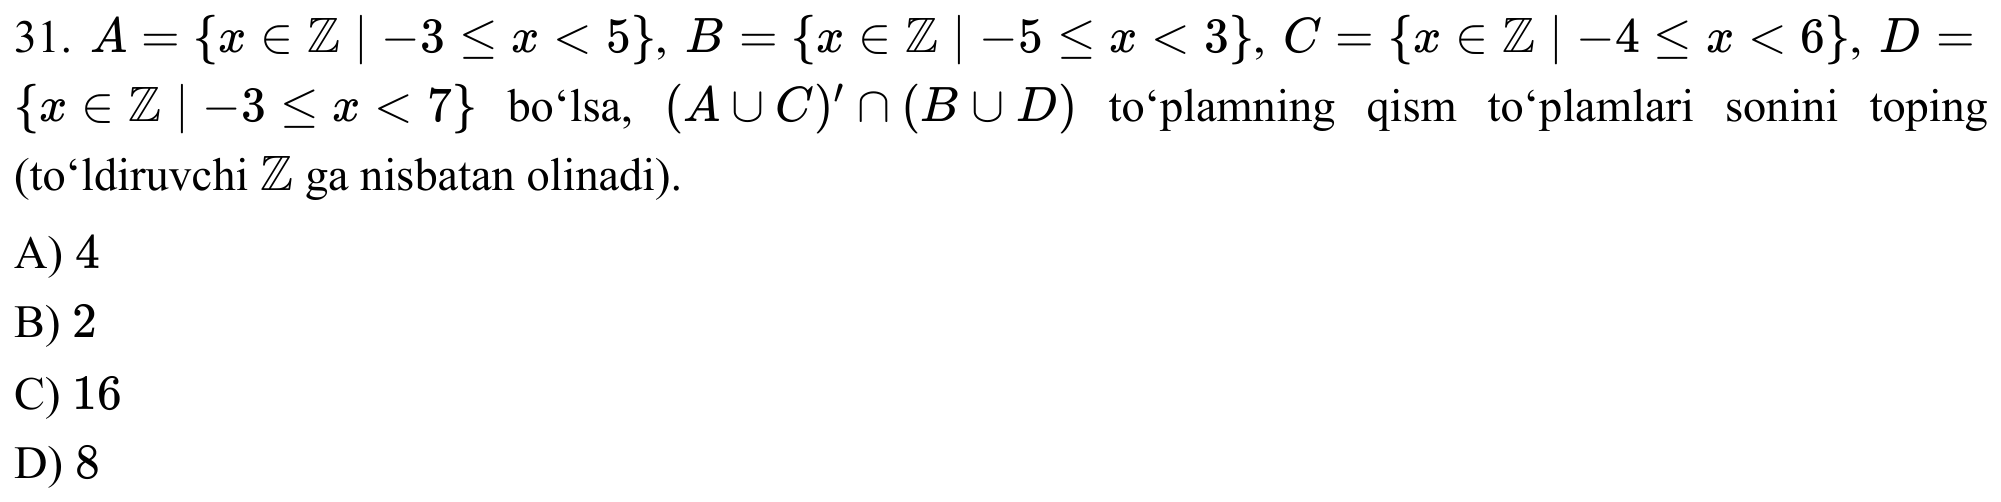 31. A = {x ∈ ℤ | −3 ≤ x < 5}, B = {x ∈ ℤ | −5 ≤ x < 3}, C = {x ∈ ℤ | −4 ≤ x < 6}, D =
{x ∈ ℤ | −3 ≤ x < 7} bo‘lsa, (A ∪ C)′ ∩ (B ∪ D) to‘plamning qism to‘plamlari sonini toping
(to‘ldiruvchi ℤ ga nisbatan olinadi).
A) 4
B) 2
C) 16
D) 8